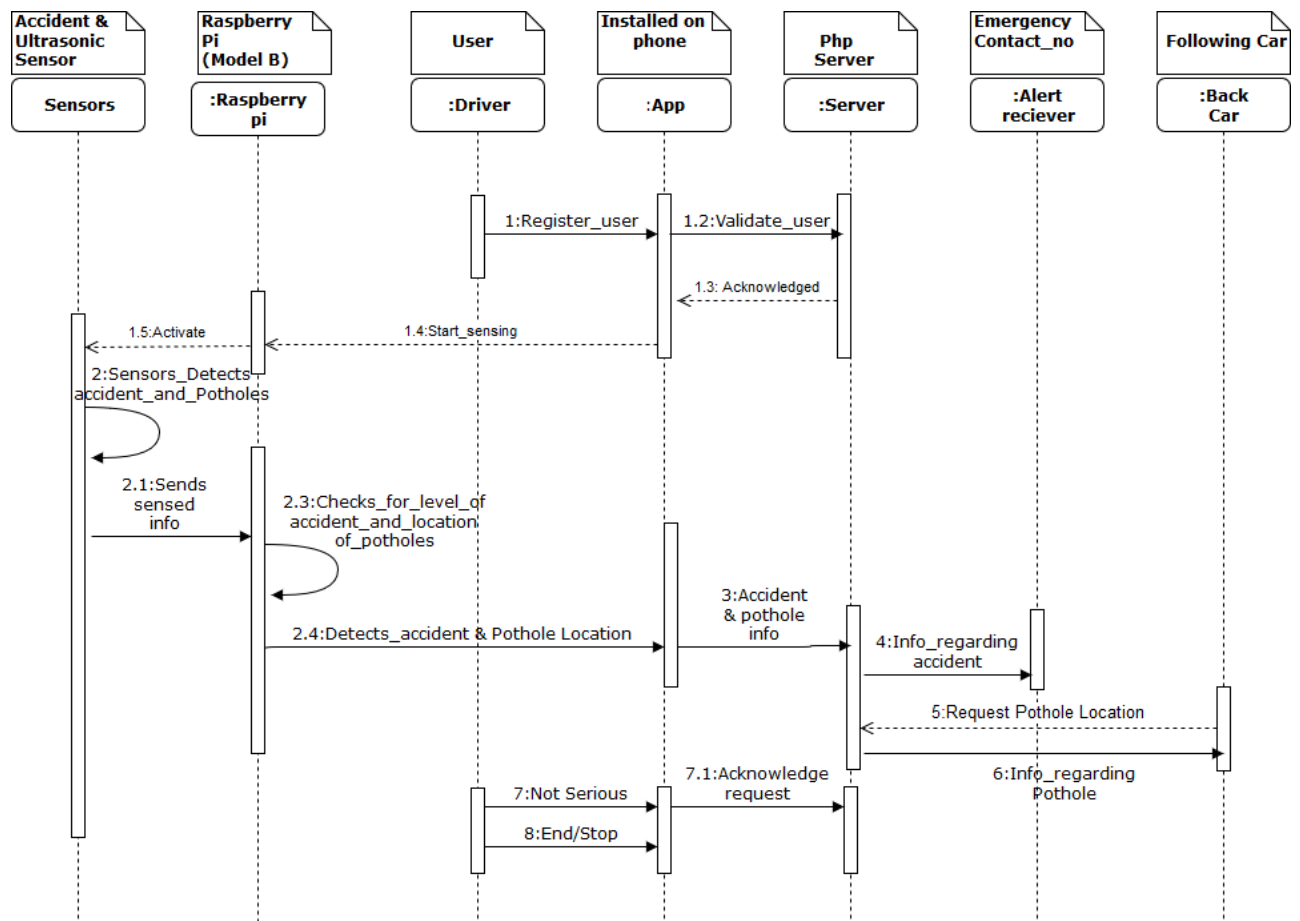 Accident &
Ultrasonic
Sensor
Raspberry
Pi
(Model B)
User
Installed on
phone
Php
Server
Emergency
Contact_no
Following Car
Sensors
:Raspberry
pi
:Driver
:App
:Server
:Alert
reciever
:Back
Car
1:Register_user
1.2:Validate_user
1.3: Acknowledged
1.4:Start_sensing
1.5:Activate
2:Sensors_Detects
accident_and_Potholes
2.1:Sends
sensed
info
2.3:Checks_for_level_of
accident_and_location
of_potholes
2.4:Detects_accident & Pothole Location
3:Accident
& pothole
info
4:Info_regarding
accident
5:Request Pothole Location
6:Info_regarding
Pothole
7:Not Serious
7.1:Acknowledge
request
8:End/Stop